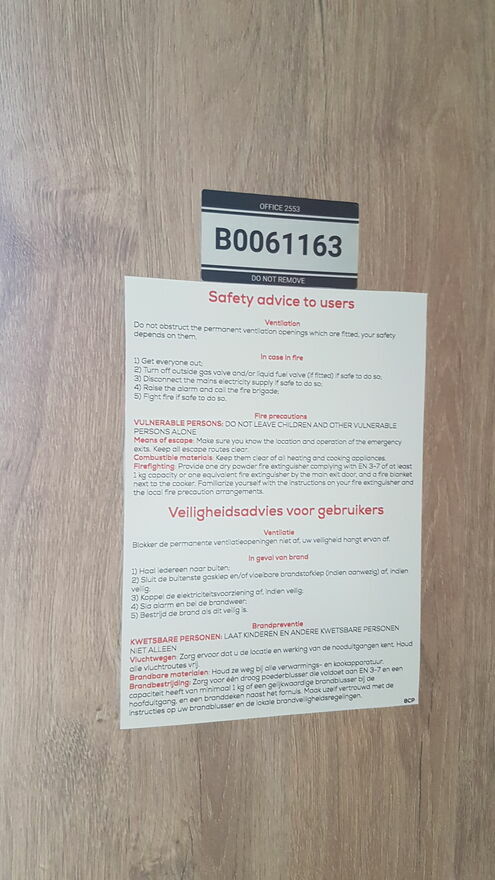 OFFICE 2553
B0061163
DO NOT REMOVE
Safety advice to users
Ventilation
Do not obstruct the permanent ventilation openings which are fitted, your safety
depends on them.
In case in fire
1) Get everyone out;
2) Turn off outside gas valve and/or liquid fuel valve (if fitted) if safe to do so;
3) Disconnect the mains electricity supply if safe to do so;
4) Raise the alarm and call the fire brigade;
5) Fight fire if safe to do so.
Fire precautions
VULNERABLE PERSONS: DO NOT LEAVE CHILDREN AND OTHER VULNERABLE
PERSONS ALONE
Means of escape: Make sure you know the location and operation of the emergency
exits. Keep all escape routes clear.
Combustible materials: Keep them clear of all heating and cooking appliances.
Firefighting: Provide one dry powder fire extinguisher complying with EN 3-7 of at least
1 kg capacity or one equivalent fire extinguisher by the main exit door, and a fire blanket
next to the cooker. Familiarize yourself with the instructions on your fire extinguisher and
the local fire precaution arrangements.
Veiligheidsadvies voor gebruikers
Ventilatie
Blokker de permanente ventilatieopeningen niet af, uw veiligheid hangt ervan af.
In geval van brand
1) Haal iedereen naar buiten;
2) Sluit de buitenste gasklep en/of vloeibare brandstofklep (indien aanwezig) af, indien
veilig;
3) Koppel de elektriciteitsvoorziening af, indien veilig;
4) Sla alarm en bel de brandweer;
5) Bestrijd de brand als dit veilig is.
Brandpreventie
KWETSBARE PERSONEN: LAAT KINDEREN EN ANDERE KWETSBARE PERSONEN
NIET ALLEEN
Vluchtwegen: Zorg ervoor dat u de locatie en werking van de nooduitgangen kent. Houd
alle vluchtroutes vrij.
Brandbare materialen: Houd ze weg bij alle verwarmings- en kookapparatuur.
Brandbestrijding: Zorg voor één droog poederblusser die voldoet aan EN 3-7 en een
capaciteit heeft van minimaal 1 kg of een gelijkwaardige brandblusser bij de
hoofduitgang, en een branddeken naast het fornuis. Maak uzelf vertrouwd met de
instructies op uw brandblusser en de lokale brandveiligheidsregelingen.
BCP